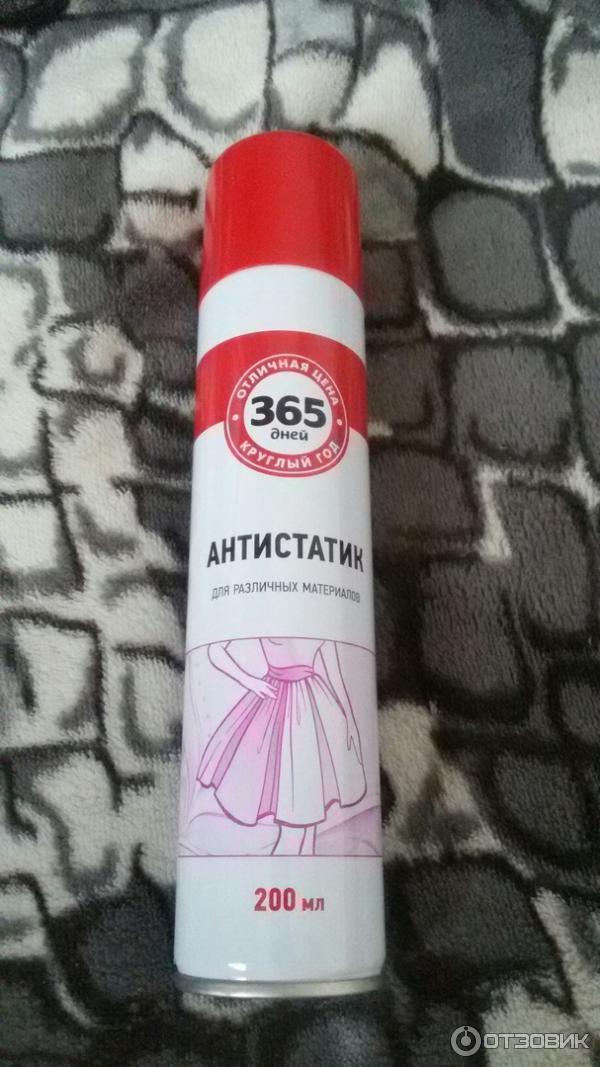 ОТЛИЧНАЯ ЦЕНА
365
дней
КРУГЛЫЙ ГОД
АНТИСТАТИК
ДЛЯ РАЗЛИЧНЫХ МАТЕРИАЛОВ
200 мл
ОТЗОВИК